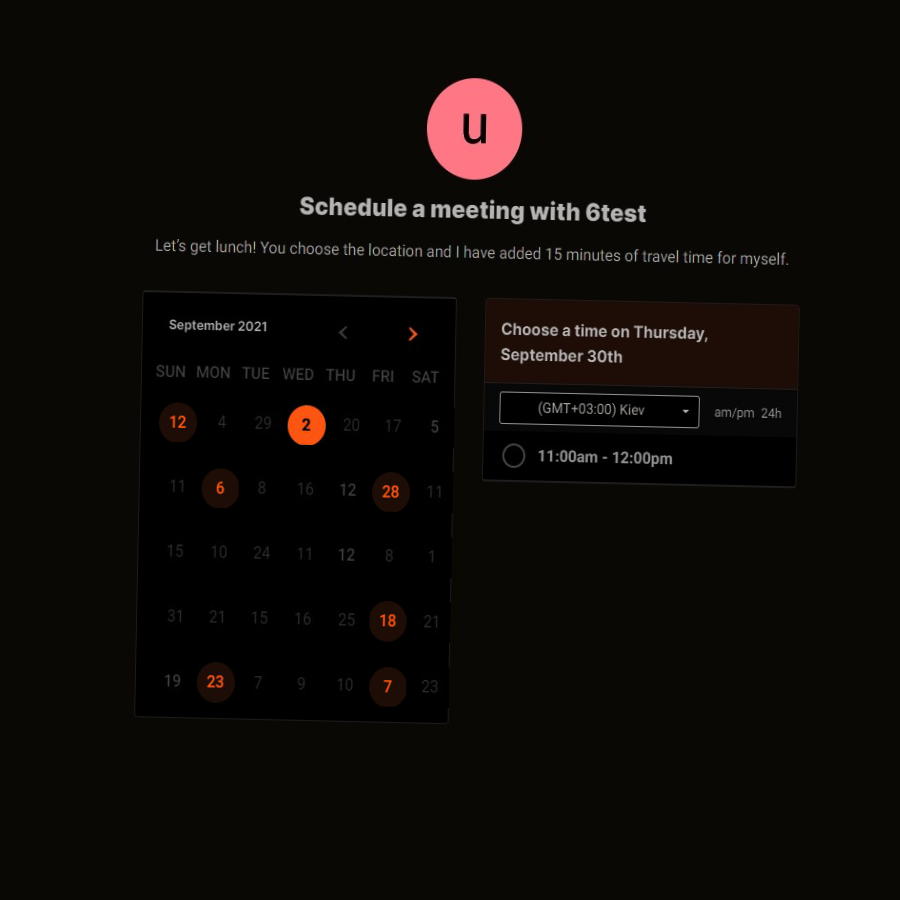 u
Schedule a meeting with 6test
Let's get lunch! You choose the location and I have added 15 minutes of travel time for myself.
September 2021
SUN MON TUE WED THU FRI SAT
12 4 29 2 20 17 5
11 6 8 16 12 28 11
15 10 24 11 12 8 1
31 21 15 16 25 18 21
19 23 7 9 10 7 23
Choose a time on Thursday,
September 30th
(GMT+03:00) Kiev am/pm 24h
11:00am - 12:00pm